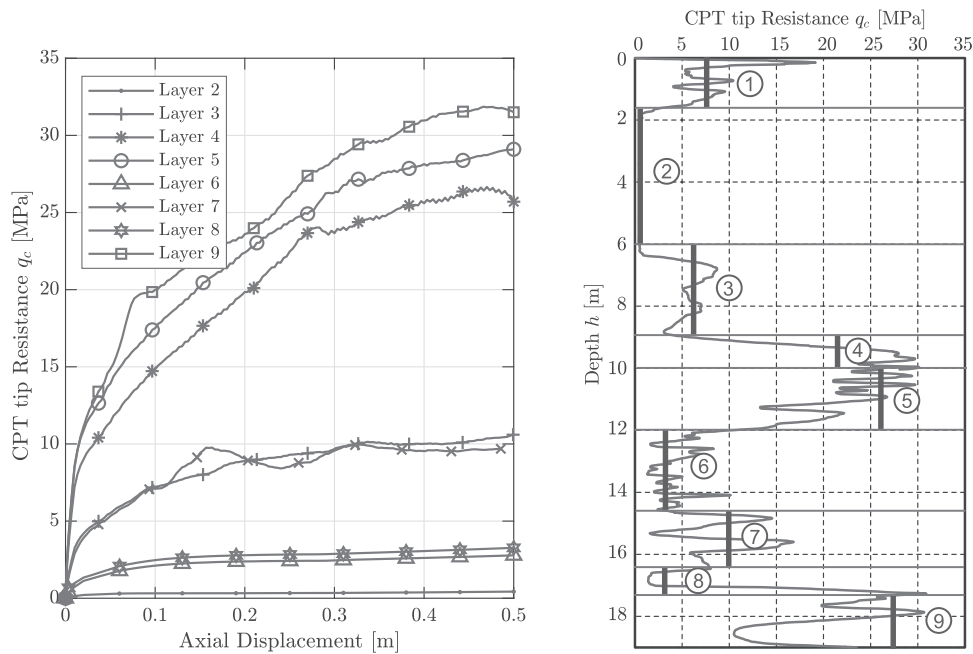 CPT tip Resistance q_c [MPa]
35
30
25
20
15
10
5
0
Layer 2
Layer 3
Layer 4
Layer 5
Layer 6
Layer 7
Layer 8
Layer 9
0 0.1 0.2 0.3 0.4 0.5
Axial Displacement [m]
CPT tip Resistance q_c [MPa]
0 5 10 15 20 25 30 35
Depth h [m]
0
2
4
6
8
10
12
14
16
18
1
2
3
4
5
6
7
8
9